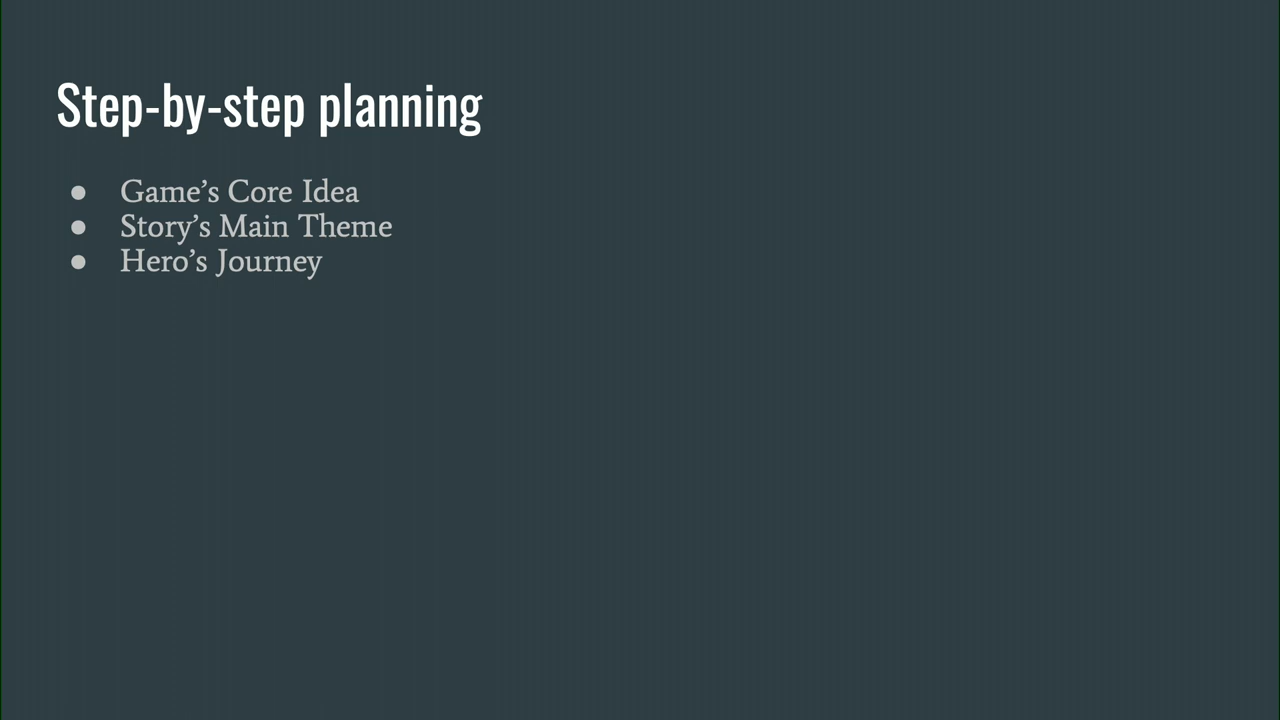 Step-by-step planning
● Game’s Core Idea
● Story’s Main Theme
● Hero’s Journey